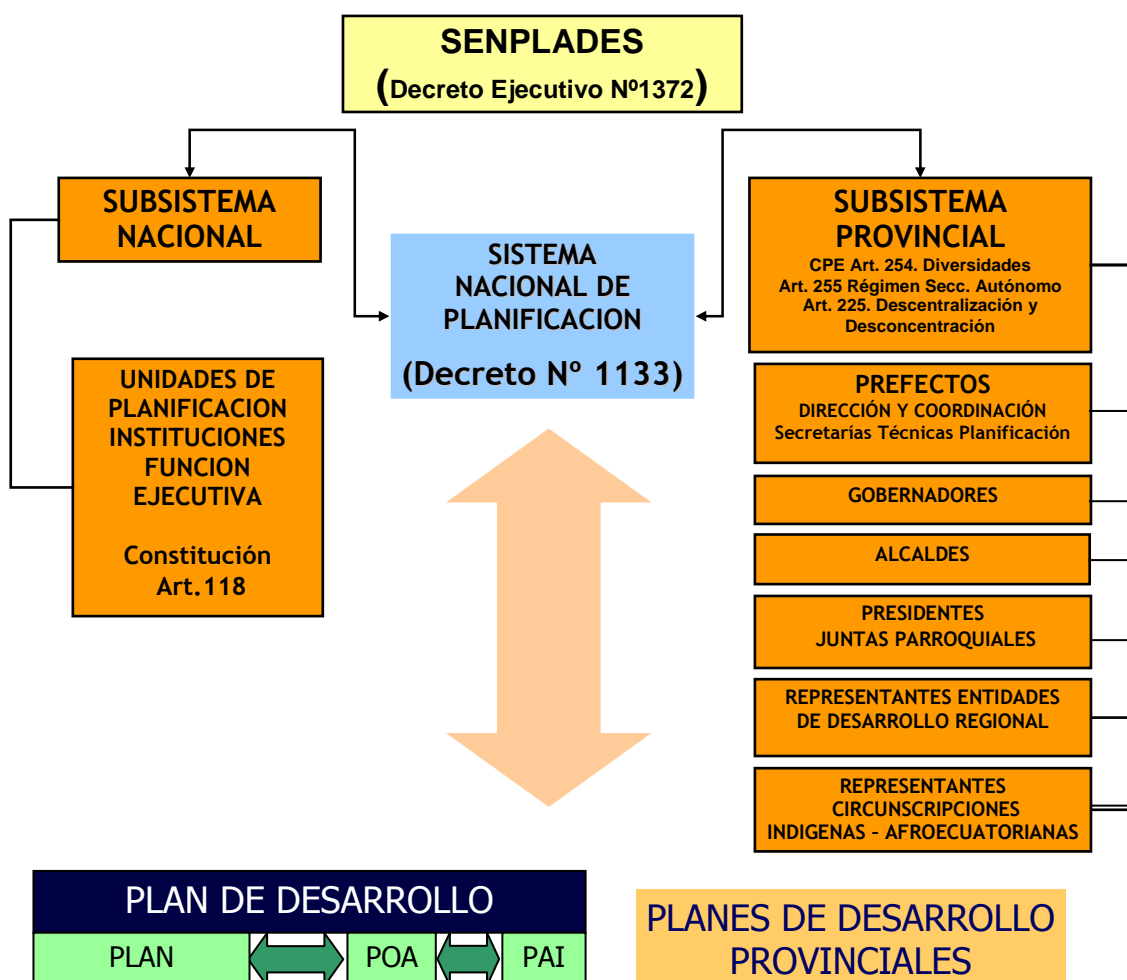 SENPLADES
(Decreto Ejecutivo Nº1372)
SUBSISTEMA
NACIONAL
SISTEMA
NACIONAL DE
PLANIFICACION
(Decreto Nº 1133)
SUBSISTEMA
PROVINCIAL
CPE Art. 254. Diversidades
Art. 255 Régimen Secc. Autónomo
Art. 225. Descentralización y
Desconcentración
UNIDADES DE
PLANIFICACION
INSTITUCIONES
FUNCION
EJECUTIVA
Constitución
Art.118
PREFECTOS
DIRECCIÓN Y COORDINACIÓN
Secretarías Técnicas Planificación
GOBERNADORES
ALCALDES
PRESIDENTES
JUNTAS PARROQUIALES
REPRESENTANTES ENTIDADES
DE DESARROLLO REGIONAL
REPRESENTANTES
CIRCUNSCRIPCIONES
INDIGENAS - AFROECUATORIANAS
PLAN DE DESARROLLO
PLAN POA PAI
PLANES DE DESARROLLO
PROVINCIALES